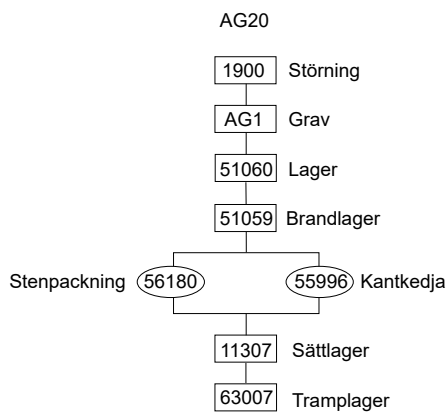 AG20
1900 Störning
AG1 Grav
51060 Lager
51059 Brandlager
Stenpackning 56180 55996 Kantkedja
11307 Sättlager
63007 Tramplager